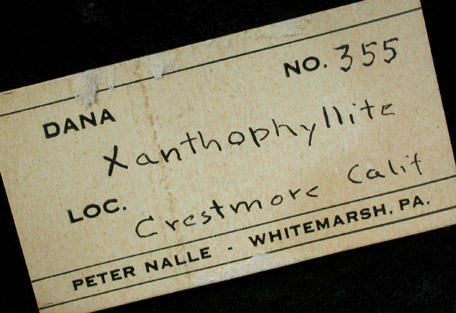 DANA NO. 355
Xanthophyllite
LOC. Crestmore Calif
PETER NALLE - WHITEMARSH, PA.